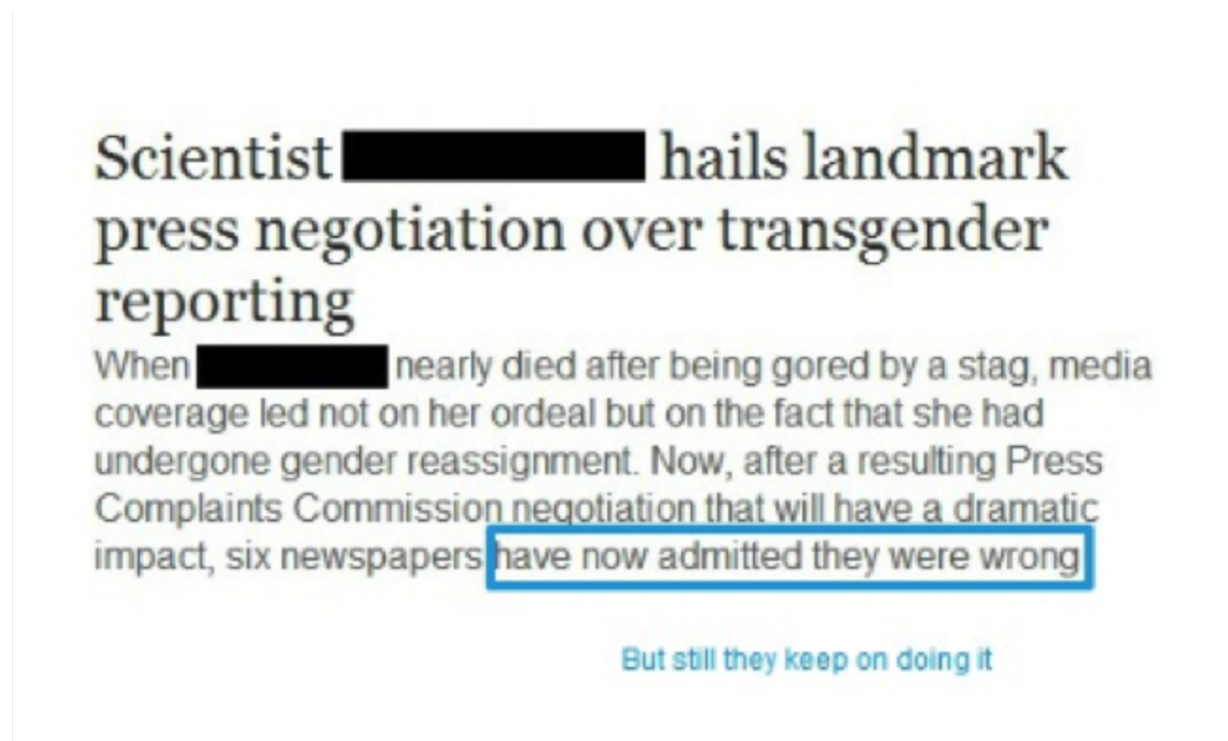 Scientist hails landmark
press negotiation over transgender
reporting
When nearly died after being gored by a stag, media
coverage led not on her ordeal but on the fact that she had
undergone gender reassignment. Now, after a resulting Press
Complaints Commission negotiation that will have a dramatic
impact, six newspapers have now admitted they were wrong
But still they keep on doing it